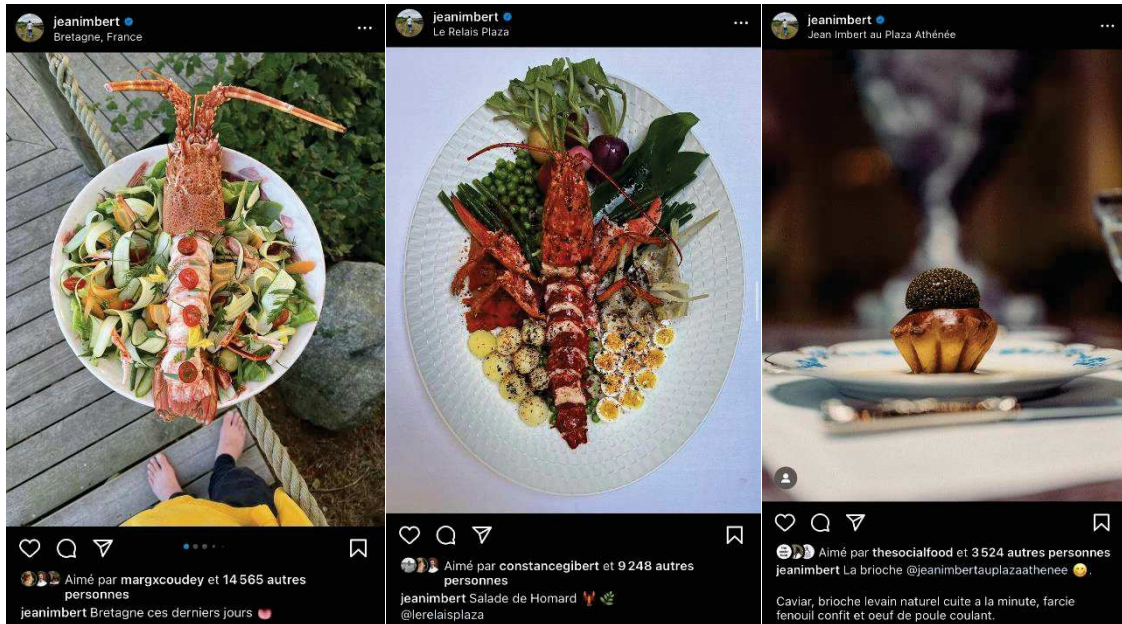 jeanimbert
Bretagne, France
Aimé par margxcoudey et 14 565 autres
personnes
jeanimbert Bretagne ces derniers jours 👅
jeanimbert
Le Relais Plaza
Aimé par constancegibert et 9 248 autres
personnes
jeanimbert Salade de Homard 🦞🌿
@lerelaisplaza
jeanimbert
Jean Imbert au Plaza Athénée
Aimé par thesocialfood et 3 524 autres personnes
jeanimbert La brioche @jeanimbertauplazaathenee 😋.
Caviar, brioche levain naturel cuite a la minute, farcie
fenouil confit et oeuf de poule coulant.